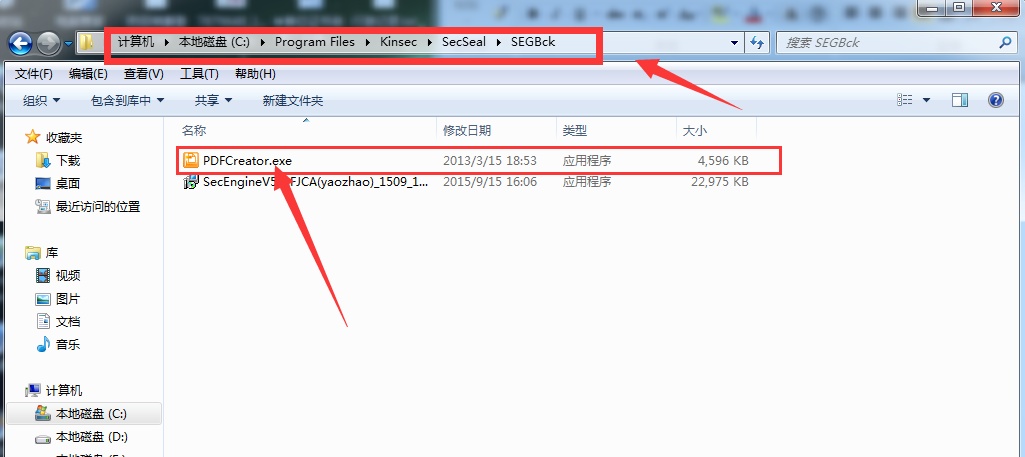 计算机 本地磁盘 (C:) Program Files Kinsec SecSeal SEGBck
搜索 SEGBck
文件(F) 编辑(E) 查看(V) 工具(T) 帮助(H)
组织 包含到库中 共享 新建文件夹
名称 修改日期 类型 大小
收藏夹
下载
桌面
最近访问的位置
库
视频
图片
文档
音乐
计算机
本地磁盘 (C:)
本地磁盘 (D:)
PDFCreator.exe 2013/3/15 18:53 应用程序 4,596 KB
2015/9/15 16:06 应用程序 22,975 KB